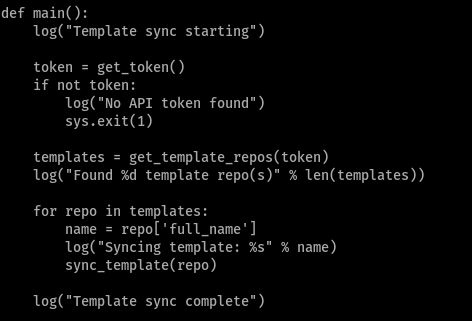 def main():
    log("Template sync starting")

    token = get_token()
    if not token:
        log("No API token found")
        sys.exit(1)

    templates = get_template_repos(token)
    log("Found %d template repo(s)" % len(templates))

    for repo in templates:
        name = repo['full_name']
        log("Syncing template: %s" % name)
        sync_template(repo)

    log("Template sync complete")